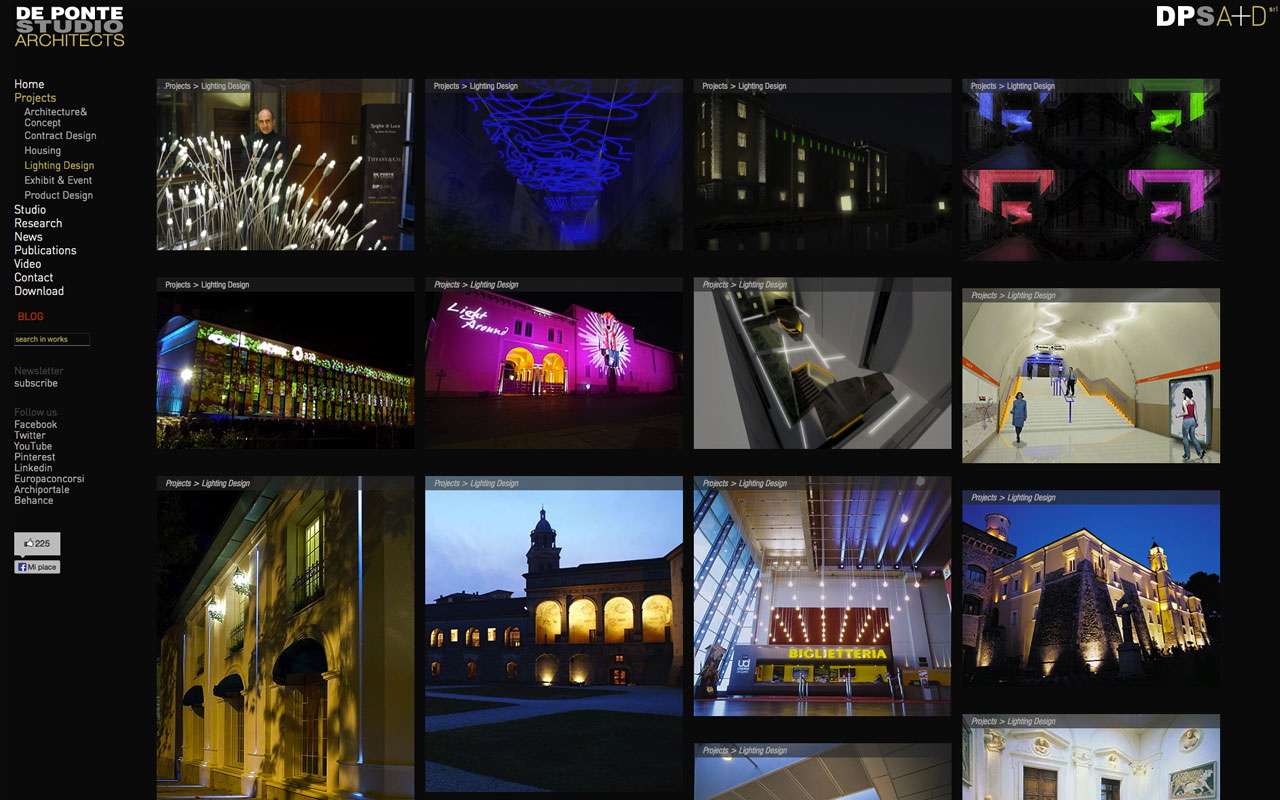 DE PONTE
STUDIO
ARCHITECTS
DPSA+D srl
Home
Projects
Architecture&
Concept
Contract Design
Housing
Lighting Design
Exhibit & Event
Product Design
Studio
Research
News
Publications
Video
Contact
Download
BLOG
search in works
Newsletter
subscribe
Follow us
Facebook
Twitter
YouTube
Pinterest
Linkedin
Europaconcorsi
Archiportale
Behance
225
Mi piace
Projects > Lighting Design
Spighe di Luce
TIFFANY & CO.
Projects > Lighting Design
SMART STREET
Projects > Lighting Design
Projects > Lighting Design
Projects > Lighting Design
a2a
Projects > Lighting Design
Light
Around
Projects > Lighting Design
Projects > Lighting Design
Projects > Lighting Design
Projects > Lighting Design
Projects > Lighting Design
BIGLIETTERIA
uci
Projects > Lighting Design
Projects > Lighting Design
Projects > Lighting Design